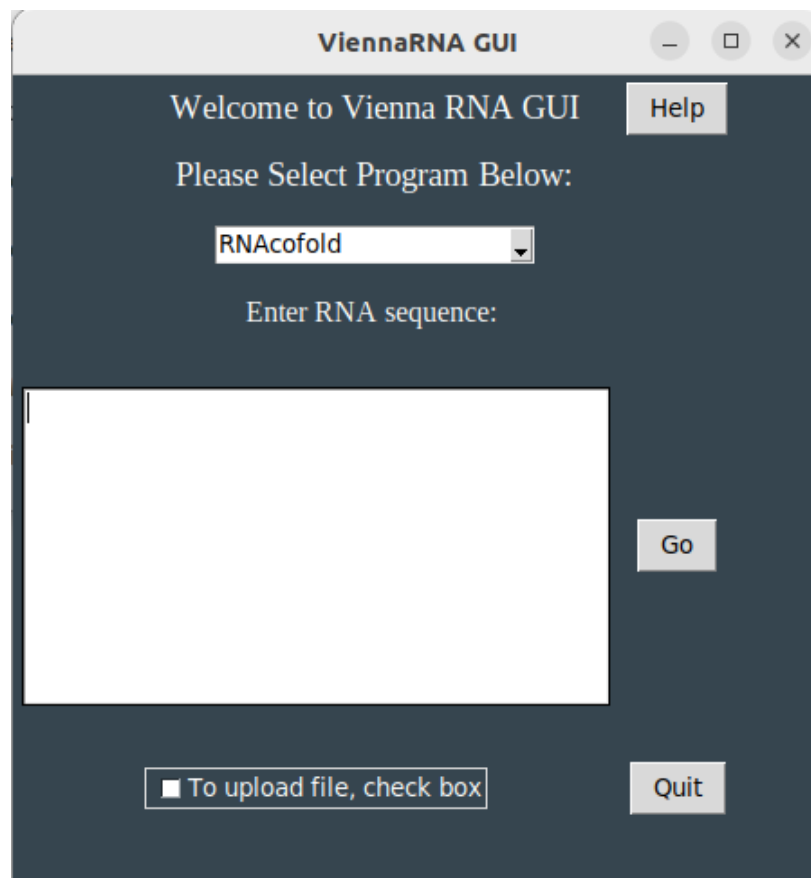 ViennaRNA GUI
Welcome to Vienna RNA GUI
Help
Please Select Program Below:
RNAcofold
Enter RNA sequence:
Go
To upload file, check box
Quit